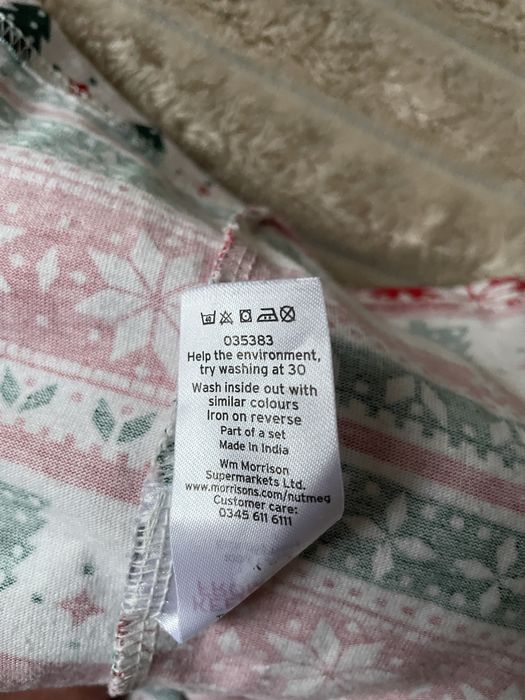 035383
Help the environment,
try washing at 30
Wash inside out with
similar colours
Iron on reverse
Part of a set
Made in India
Wm Morrison
Supermarkets Ltd.
www.morrisons.com/nutmeg
Customer care:
0345 611 6111